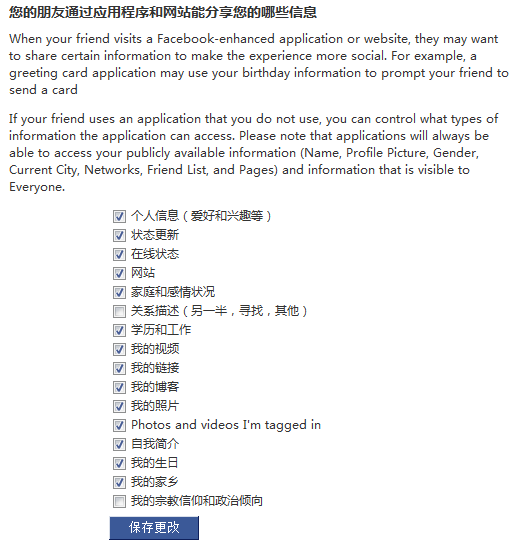 您的朋友通过应用程序和网站能分享您的哪些信息
When your friend visits a Facebook-enhanced application or website, they may want
to share certain information to make the experience more social. For example, a
greeting card application may use your birthday information to prompt your friend to
send a card
If your friend uses an application that you do not use, you can control what types of
information the application can access. Please note that applications will always be
able to access your publicly available information (Name, Profile Picture, Gender,
Current City, Networks, Friend List, and Pages) and information that is visible to
Everyone.
个人信息（爱好和兴趣等）
状态更新
在线状态
网站
家庭和感情状况
关系描述（另一半，寻找，其他）
学历和工作
我的视频
我的链接
我的博客
我的照片
Photos and videos I'm tagged in
自我简介
我的生日
我的家乡
我的宗教信仰和政治倾向
保存更改